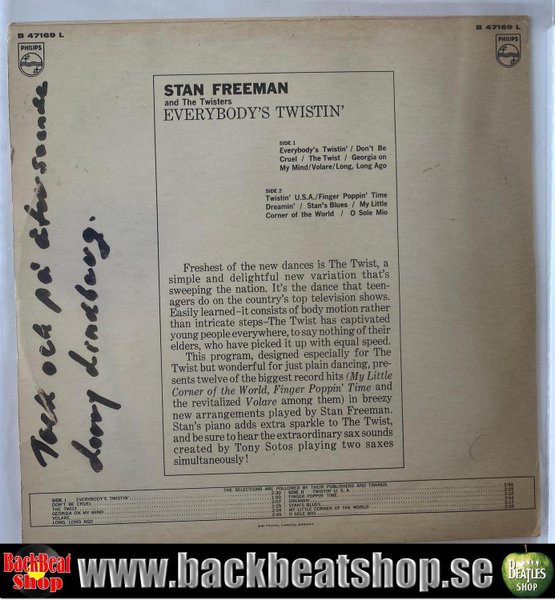 B 47169 L
B 47169 L
PHILIPS
PHILIPS
STAN FREEMAN
and The Twisters
EVERYBODY'S TWISTIN'
SIDE 1
Everybody's Twistin' / Don't Be
Cruel / The Twist / Georgia on
My Mind/Volare/Long, Long Ago
SIDE 2
Twistin' U.S.A./Finger Poppin' Time
Dreamin' / Stan's Blues / My Little
Corner of the World / O Sole Mio
Freshest of the new dances is The Twist, a
simple and delightful new variation that's
sweeping the nation. It's the dance that teen-
agers do on the country's top television shows.
Easily learned—it consists of body motion rather
than intricate steps—The Twist has captivated
young people everywhere, to say nothing of their
elders, who have picked it up with equal speed.
This program, designed especially for The
Twist but wonderful for just plain dancing, pre-
sents twelve of the biggest record hits (My Little
Corner of the World, Finger Poppin' Time and
the revitalized Volare among them) in breezy
new arrangements played by Stan Freeman.
Stan's piano adds extra sparkle to The Twist,
and be sure to hear the extraordinary sax sounds
created by Tony Sotos playing two saxes
simultaneously!
Tack och på återseende
Lindberg.
THE SELECTIONS ARE FOLLOWED BY THEIR PUBLISHERS AND TIMINGS
SIDE I EVERYBODY'S TWISTIN'
DON'T BE CRUEL
THE TWIST
GEORGIA ON MY MIND
VOLARE
LONG, LONG AGO
SIDE II TWISTIN' U.S.A.
FINGER POPPIN' TIME
DREAMIN'
STAN'S BLUES
MY LITTLE CORNER OF THE WORLD
O SOLE MIO
BackBeat
Shop
www.backbeatshop.se
BEATLES
SHOP